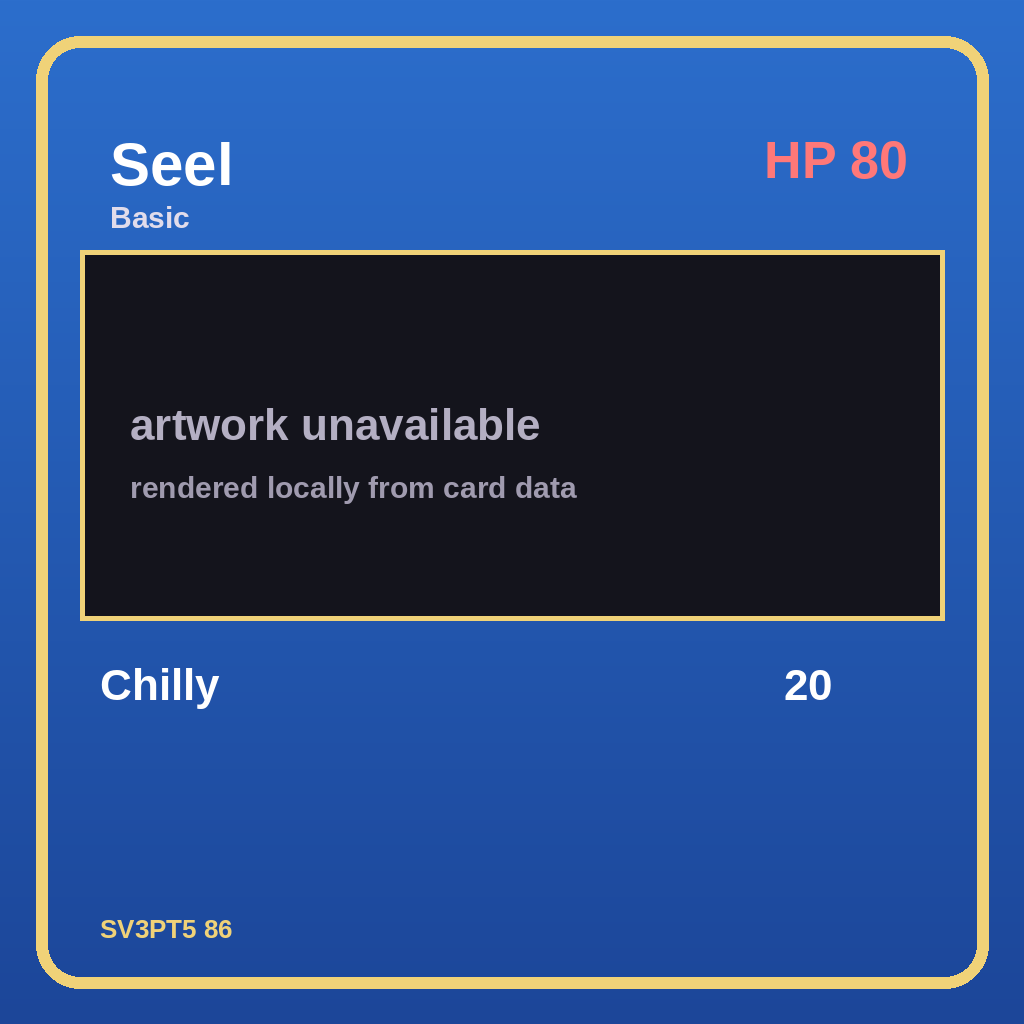 Seel
HP 80
Basic
artwork unavailable
rendered locally from card data
Chilly
20
SV3PT5 86